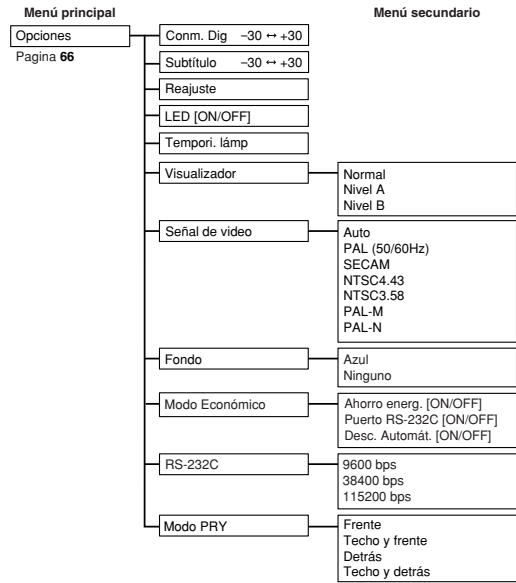 Menú principal
Menú secundario
Opciones
Pagina 66
Conm. Dig −30 ↔ +30
Subtítulo −30 ↔ +30
Reajuste
LED [ON/OFF]
Tempori. lámp
Visualizador
Normal
Nivel A
Nivel B
Señal de video
Auto
PAL (50/60Hz)
SECAM
NTSC4.43
NTSC3.58
PAL-M
PAL-N
Fondo
Azul
Ninguno
Modo Económico
Ahorro energ. [ON/OFF]
Puerto RS-232C [ON/OFF]
Desc. Automát. [ON/OFF]
RS-232C
9600 bps
38400 bps
115200 bps
Modo PRY
Frente
Techo y frente
Detrás
Techo y detrás